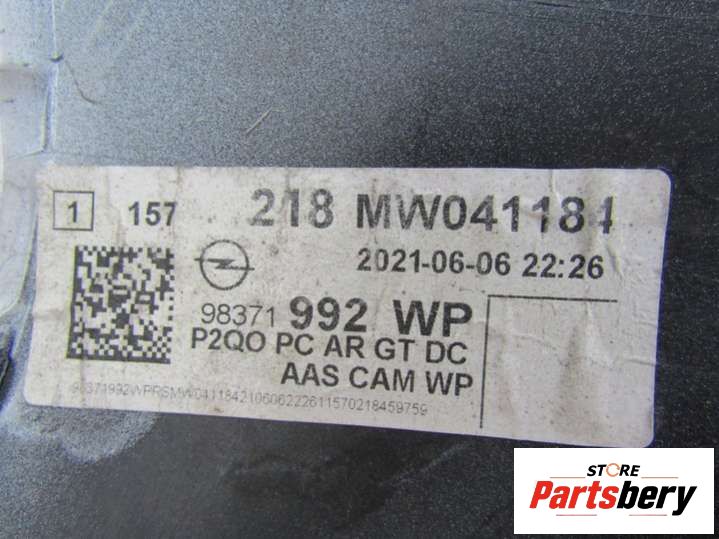 1 157 218 MW041184
2021-06-06 22:26
98371 992 WP
P2QO PC AR GT DC
AAS CAM WP
98371992WPRSMW041184210606222611570218459759
STORE
Partsbery